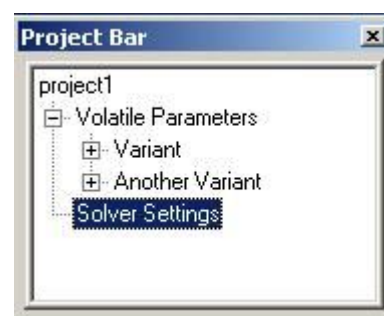 Project Bar
project1
Volatile Parameters
Variant
Another Variant
Solver Settings